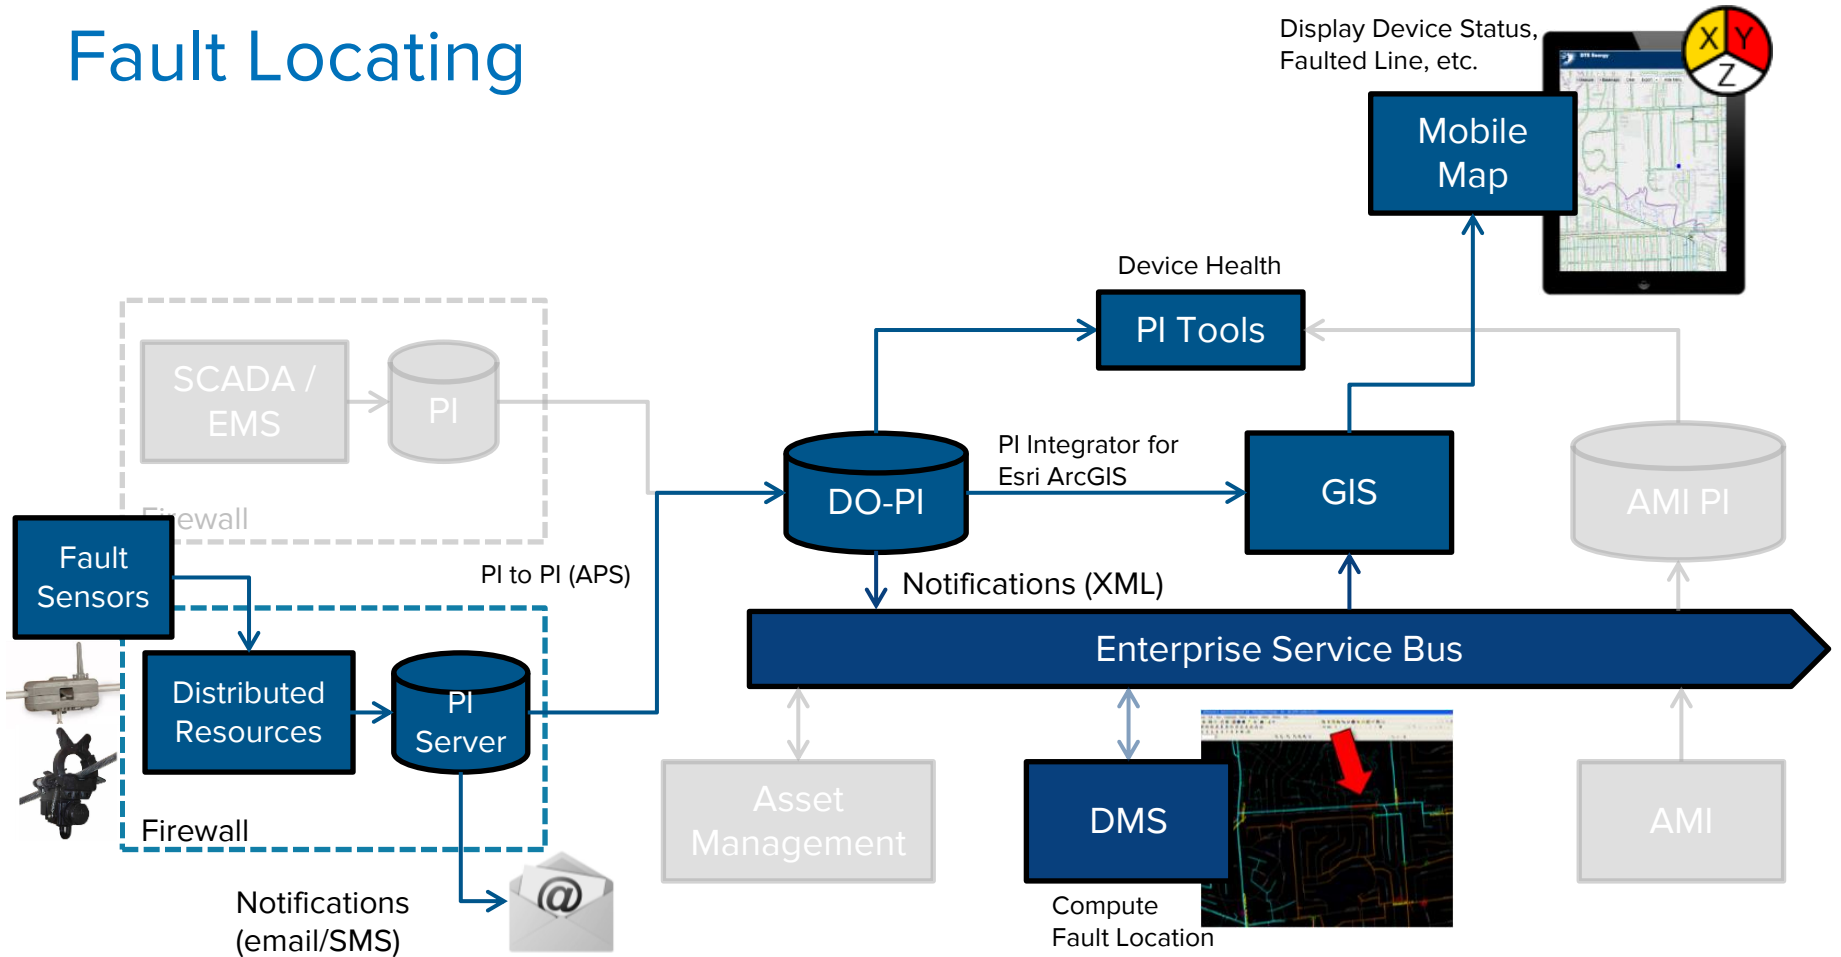 Fault Locating
Display Device Status,
Faulted Line, etc.
X Y
Z
DTE Energy
Mobile
Map
Device Health
PI Tools
SCADA /
EMS
PI
Firewall
PI Integrator for
Esri ArcGIS
DO-PI
GIS
AMI PI
Fault
Sensors
PI to PI (APS)
Notifications (XML)
Enterprise Service Bus
Distributed
Resources
PI
Server
Firewall
Asset
Management
DMS
AMI
Notifications
(email/SMS)
@
Compute
Fault Location